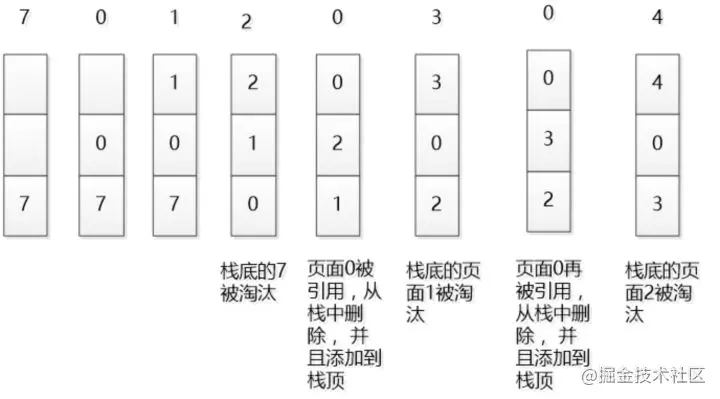 7 0 1 2 0 3 0 4
1 2 0 3 0 4
0 0 1 2 0 3 0
7 7 7 0 1 2 2 3
栈底的7
被淘汰
页面0被
引用，从
栈中删
除， 并
且添加到
栈顶
栈底的页
面1被淘
汰
页面0再
被引用，
从栈中删
除， 并
且添加到
栈顶
栈底的页
面2被淘
汰
@掘金技术社区